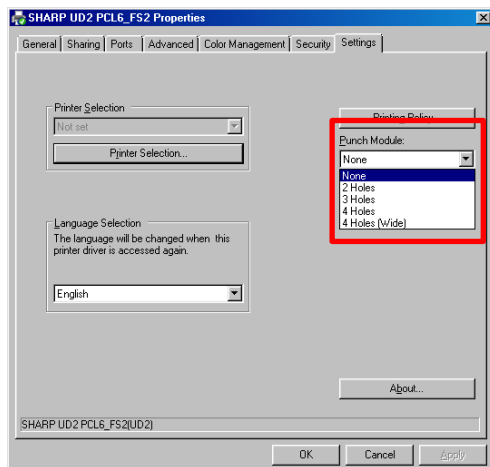 SHARP UD2 PCL6_FS2 Properties
General Sharing Ports Advanced Color Management Security Settings
Printer Selection
Not set
Printer Selection...
Printing Policy
Punch Module:
None
None
2 Holes
3 Holes
4 Holes
4 Holes (Wide)
Language Selection
The language will be changed when this
printer driver is accessed again.
English
About...
SHARP UD2 PCL6_FS2(UD2)
OK Cancel Apply